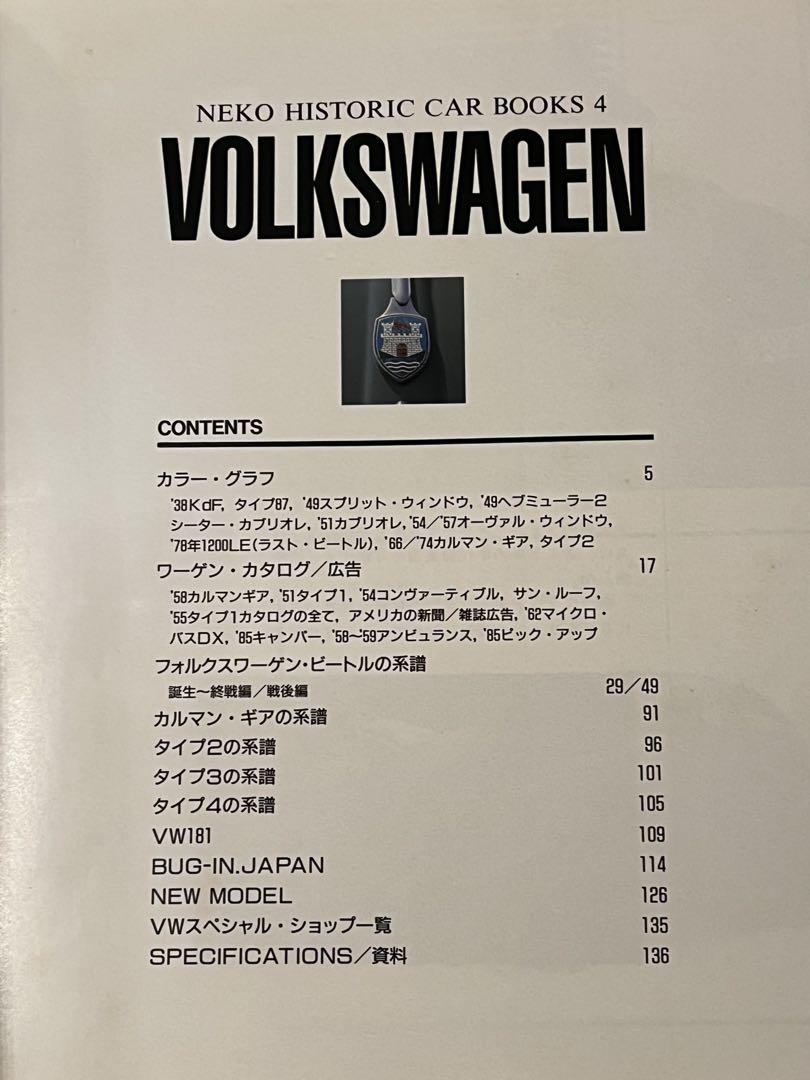 NEKO HISTORIC CAR BOOKS 4
VOLKSWAGEN
CONTENTS
カラー・グラフ 5
'38KdF, タイプ87, '49スプリット・ウィンドウ, '49ヘブミューラー2
シーター・カブリオレ, '51カブリオレ, '54／'57オーヴァル・ウィンドウ,
'78年1200LE(ラスト・ビートル), '66／'74カルマン・ギア, タイプ2
ワーゲン・カタログ／広告 17
'58カルマンギア, '51タイプ1, '54コンヴァーティブル, サン・ルーフ,
'55タイプ1カタログの全て, アメリカの新聞／雑誌広告, '62マイクロ・
バスDX, '85キャンパー, '58〜'59アンビュランス, '85ピック・アップ
フォルクスワーゲン・ビートルの系譜
誕生〜終戦編／戦後編 29／49
カルマン・ギアの系譜 91
タイプ2の系譜 96
タイプ3の系譜 101
タイプ4の系譜 105
VW181 109
BUG-IN.JAPAN 114
NEW MODEL 126
VWスペシャル・ショップ一覧 135
SPECIFICATIONS／資料 136